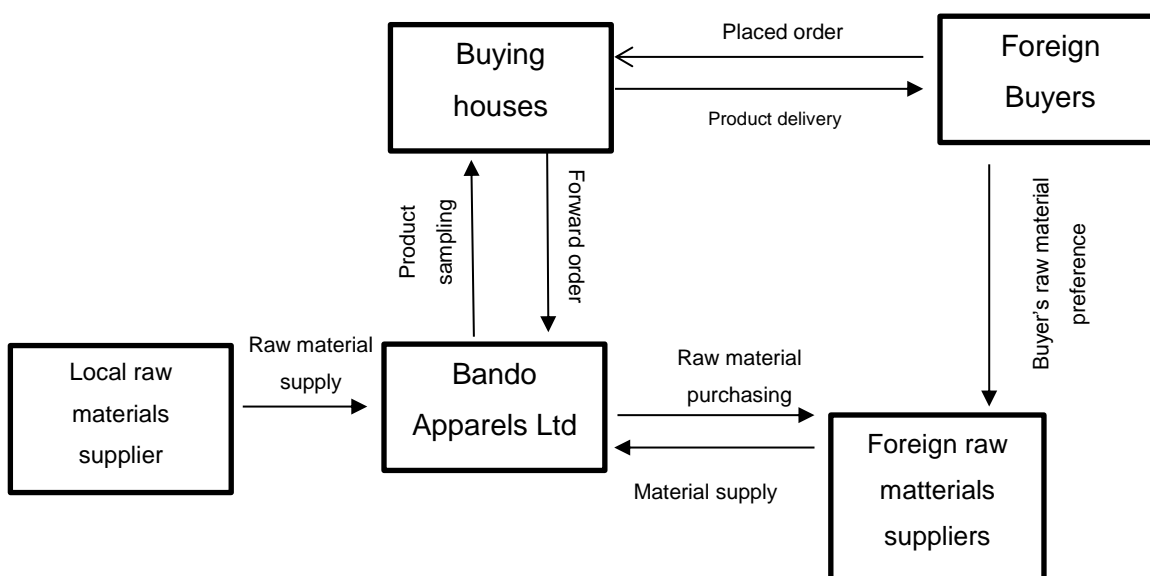 Buying
houses
Placed order
Product delivery
Foreign
Buyers
Product
sampling
Forward order
Buyer’s raw material
preference
Local raw
materials
supplier
Raw material
supply
Bando
Apparels Ltd
Raw material
purchasing
Material supply
Foreign raw
matterials
suppliers